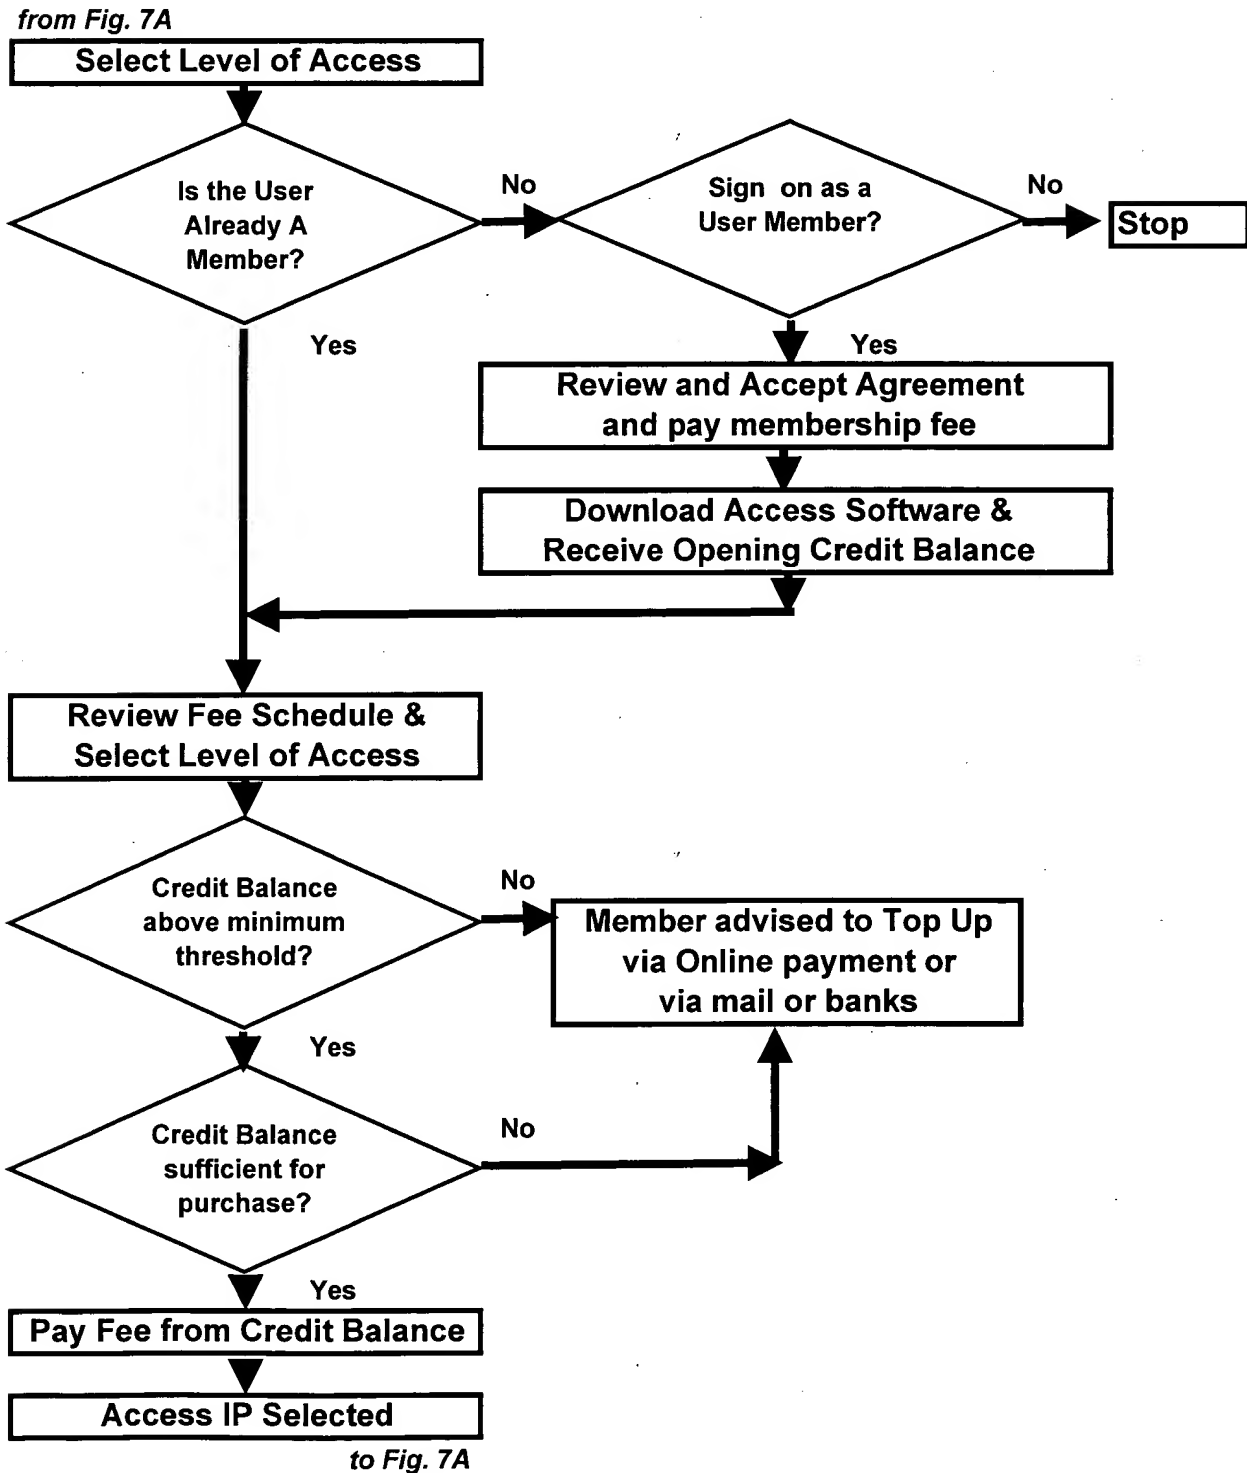 from Fig. 7A
Select Level of Access
Is the User
Already A
Member?
No
Sign on as a
User Member?
No
Stop
Yes
Yes
Review and Accept Agreement
and pay membership fee
Download Access Software &
Receive Opening Credit Balance
Review Fee Schedule &
Select Level of Access
Credit Balance
above minimum
threshold?
No
Member advised to Top Up
via Online payment or
via mail or banks
Yes
Credit Balance
sufficient for
purchase?
No
Yes
Pay Fee from Credit Balance
Access IP Selected
to Fig. 7A